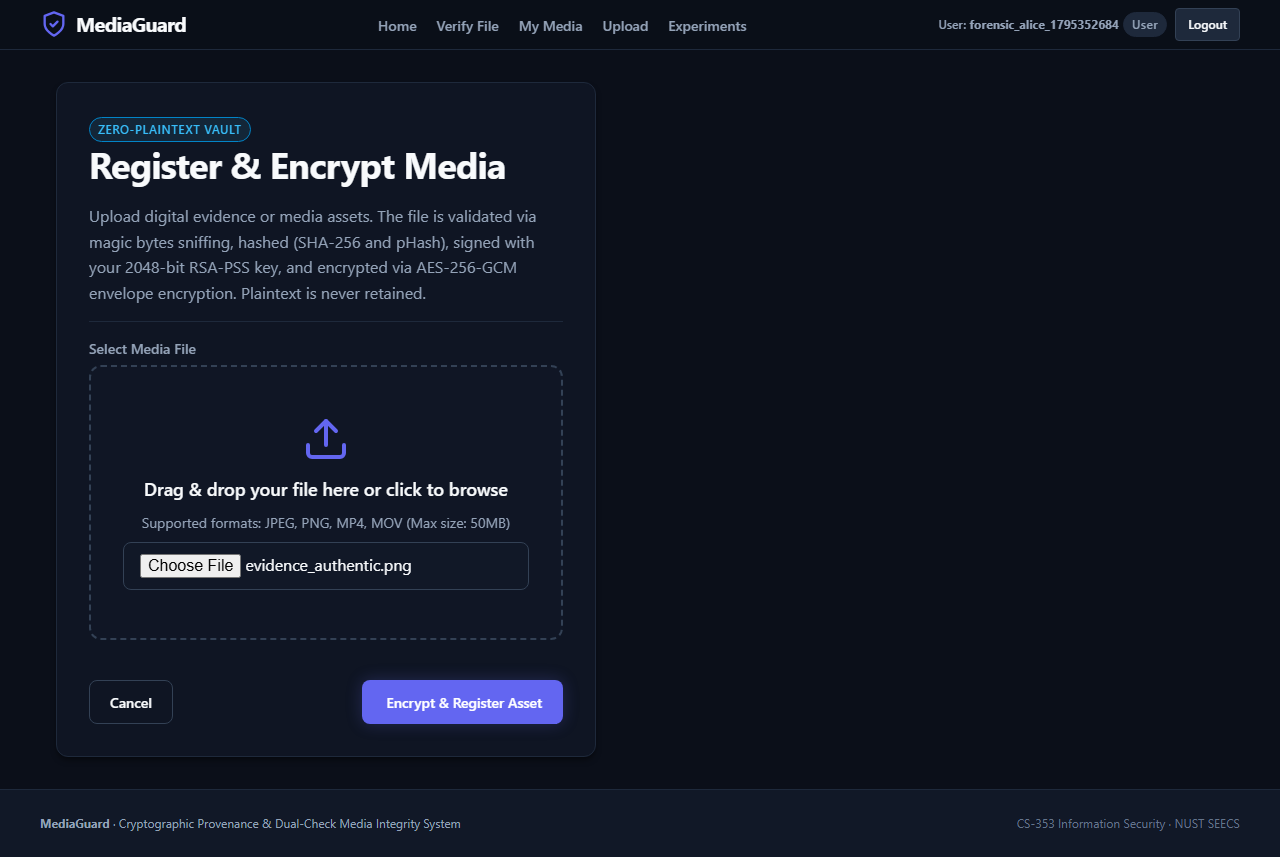 MediaGuard
Home Verify File My Media Upload Experiments
User: forensic_alice_1795352684 User Logout
ZERO-PLAINTEXT VAULT
Register & Encrypt Media
Upload digital evidence or media assets. The file is validated via
magic bytes sniffing, hashed (SHA-256 and pHash), signed with
your 2048-bit RSA-PSS key, and encrypted via AES-256-GCM
envelope encryption. Plaintext is never retained.
Select Media File
Drag & drop your file here or click to browse
Supported formats: JPEG, PNG, MP4, MOV (Max size: 50MB)
Choose File evidence_authentic.png
Cancel
Encrypt & Register Asset
MediaGuard · Cryptographic Provenance & Dual-Check Media Integrity System
CS-353 Information Security · NUST SEECS